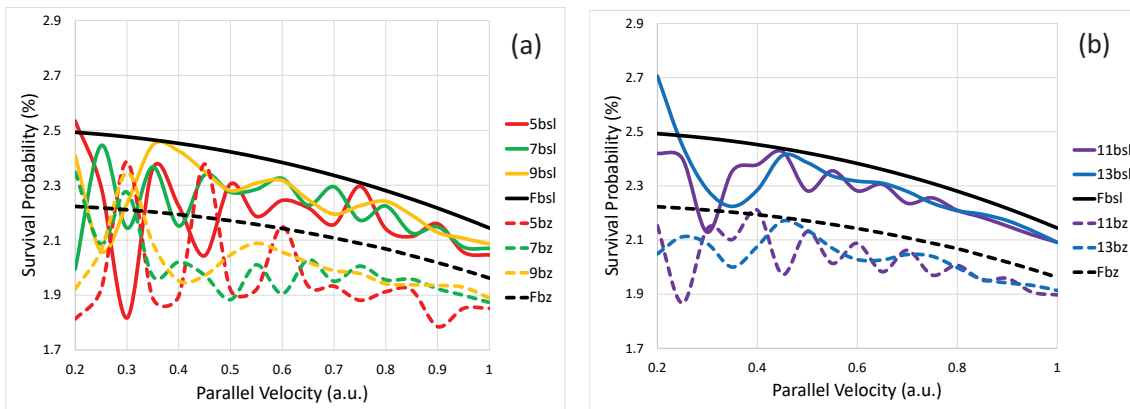 (a)
Survival Probability (%)
2.9
2.7
2.5
2.3
2.1
1.9
1.7
0.2 0.3 0.4 0.5 0.6 0.7 0.8 0.9 1
Parallel Velocity (a.u.)
5bsl
7bsl
9bsl
Fbsl
5bz
7bz
9bz
Fbz
(b)
Survival Probability (%)
2.9
2.7
2.5
2.3
2.1
1.9
1.7
0.2 0.4 0.6 0.8 1
Parallel Velocity (a.u.)
11bsl
13bsl
Fbsl
11bz
13bz
Fbz